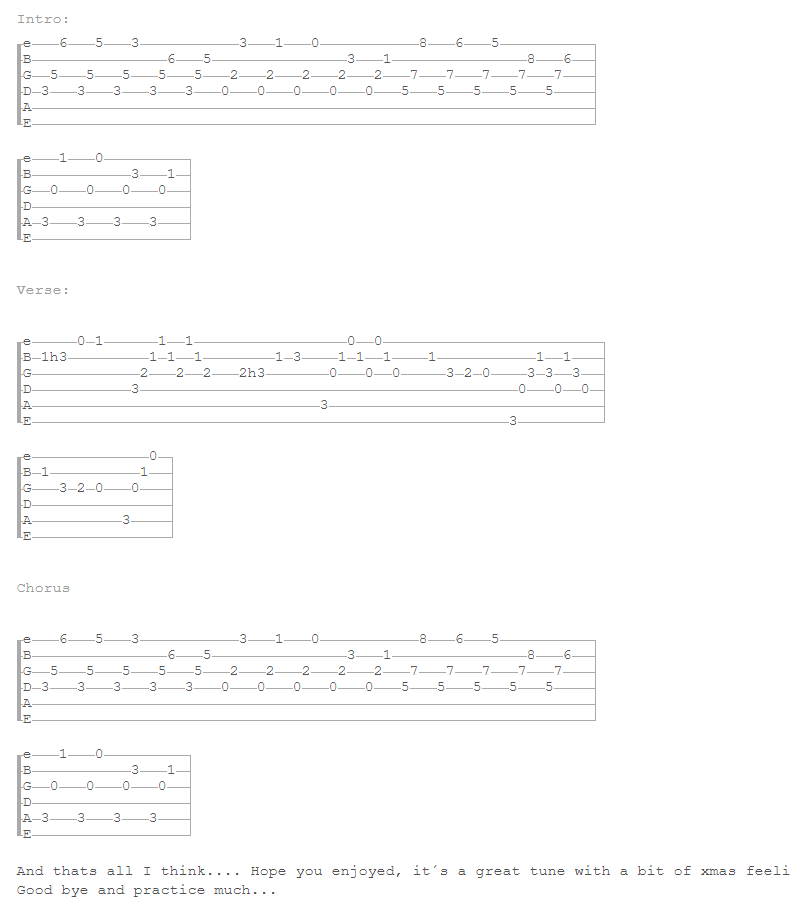 Intro:
e---6---5---3-----------3---1---0-----------8---6---5----------
B---------------6---5---------------3---1---------------8---6--
G--5---5---5---5---5---2---2---2---2---2---7---7---7---7---7---
D-3---3---3---3---3---0---0---0---0---0---5---5---5---5---5----
A--------------------------------------------------------------
E--------------------------------------------------------------
e---1---0---------
B-----------3---1-
G--0---0---0---0--
D-----------------
A-3---3---3---3---
E-----------------
Verse:
e-----0-1------1--1-----------------0--0------------------------
B-1h3---------1-1--1--------1-3----1-1--1----1-----------1--1---
G------------2---2--2---2h3-------0---0--0-----3-2-0----3-3--3--
D-----------3------------------------------------------0---0--0-
A--------------------------------3------------------------------
E-----------------------------------------------------3---------
e-------------0-
B-1----------1--
G---3-2-0---0---
D---------------
A----------3----
E---------------
Chorus
e---6---5---3-----------3---1---0-----------8---6---5----------
B---------------6---5---------------3---1---------------8---6--
G--5---5---5---5---5---2---2---2---2---2---7---7---7---7---7---
D-3---3---3---3---3---0---0---0---0---0---5---5---5---5---5----
A--------------------------------------------------------------
E--------------------------------------------------------------
e---1---0---------
B-----------3---1-
G--0---0---0---0--
D-----------------
A-3---3---3---3---
E-----------------
And thats all I think.... Hope you enjoyed, it´s a great tune with a bit of xmas feeli
Good bye and practice much...